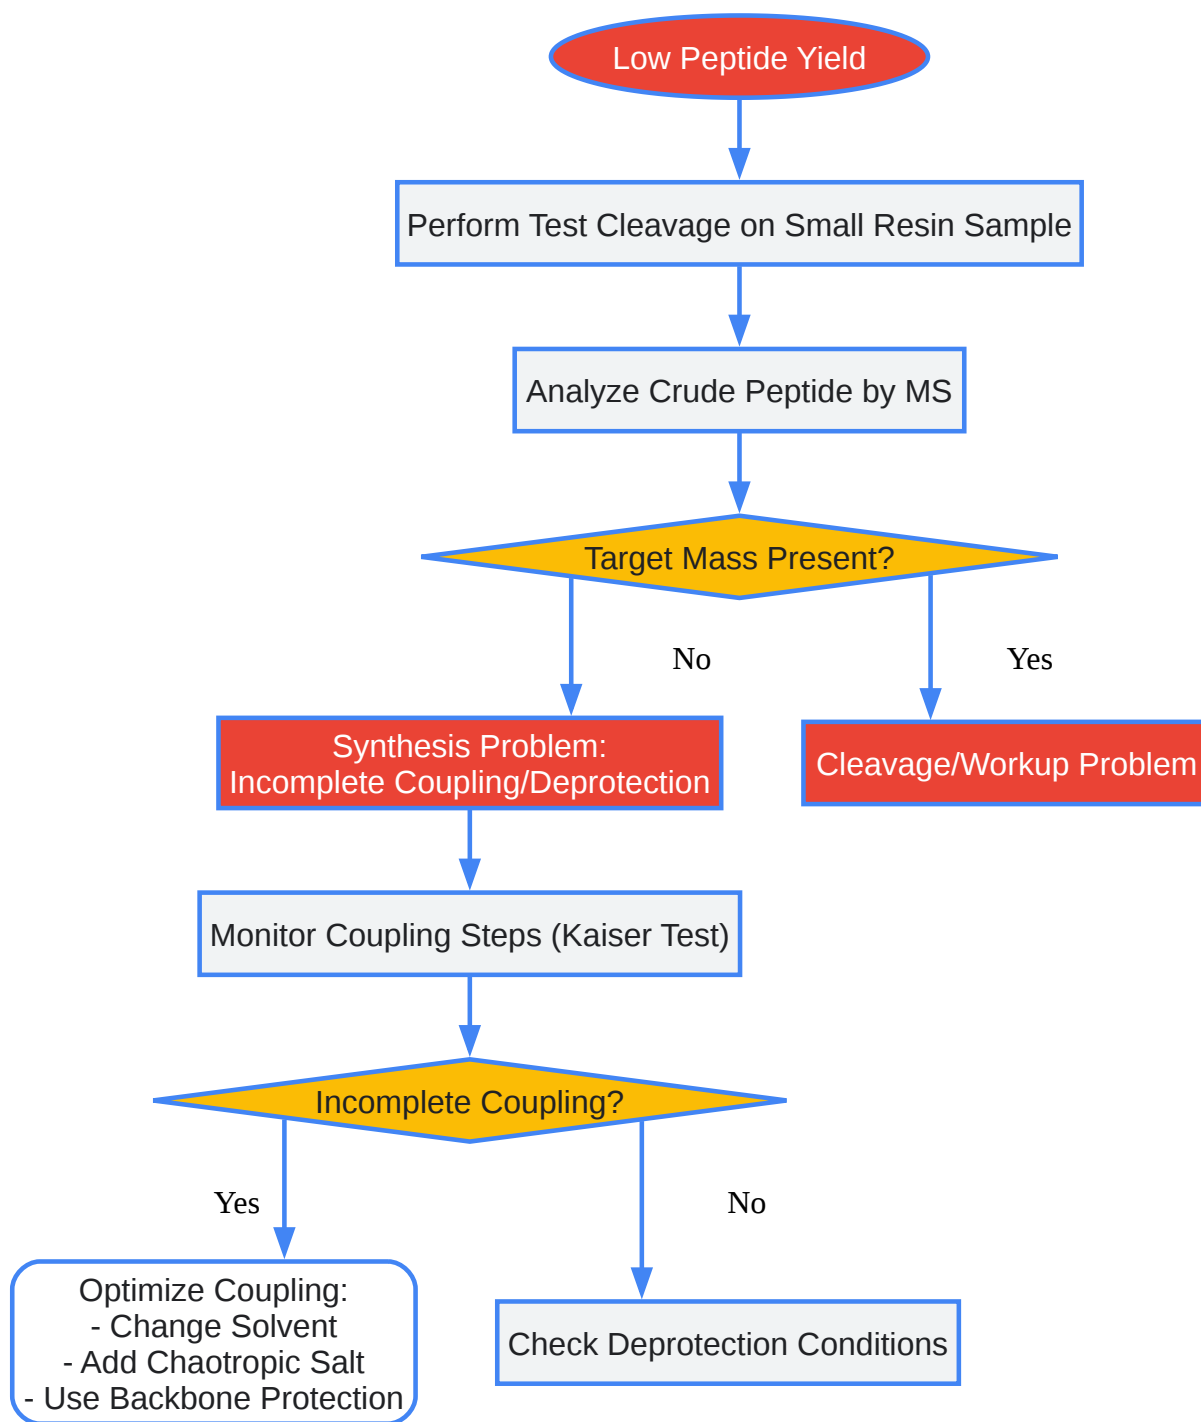 Low Peptide Yield
Perform Test Cleavage on Small Resin Sample
Analyze Crude Peptide by MS
Target Mass Present?
No
Yes
Synthesis Problem:
Incomplete Coupling/Deprotection
Cleavage/Workup Problem
Monitor Coupling Steps (Kaiser Test)
Incomplete Coupling?
Yes
No
Optimize Coupling:
- Change Solvent
- Add Chaotropic Salt
- Use Backbone Protection
Check Deprotection Conditions